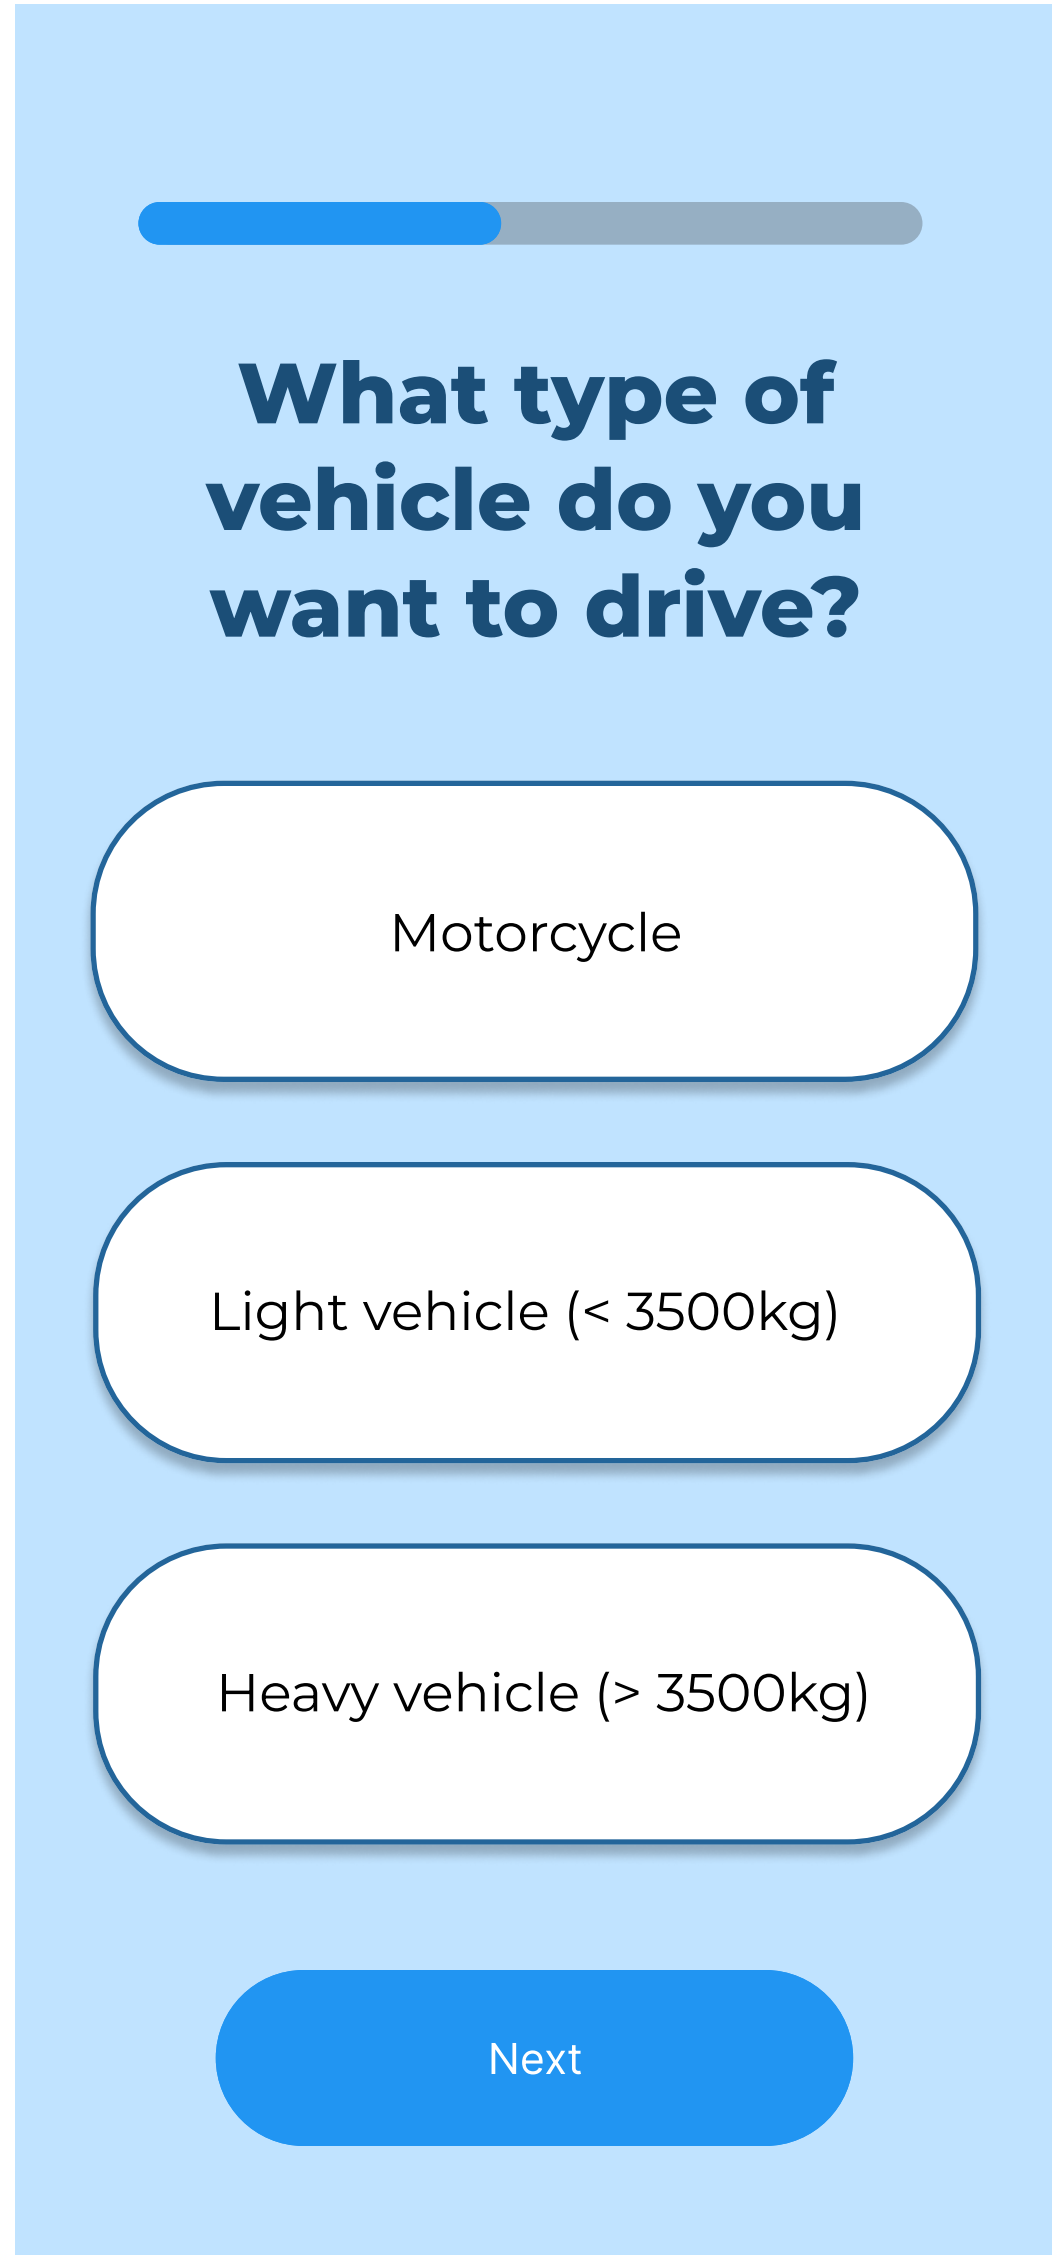 What type of
vehicle do you
want to drive?
Motorcycle
Light vehicle (< 3500kg)
Heavy vehicle (> 3500kg)
Next